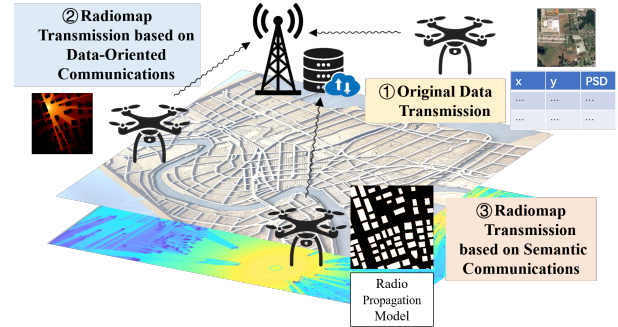 ② Radiomap
Transmission based on
Data-Oriented
Communications
① Original Data
Transmission
x y PSD
... ... ...
... ... ...
③ Radiomap
Transmission
based on Semantic
Communications
Radio
Propagation
Model